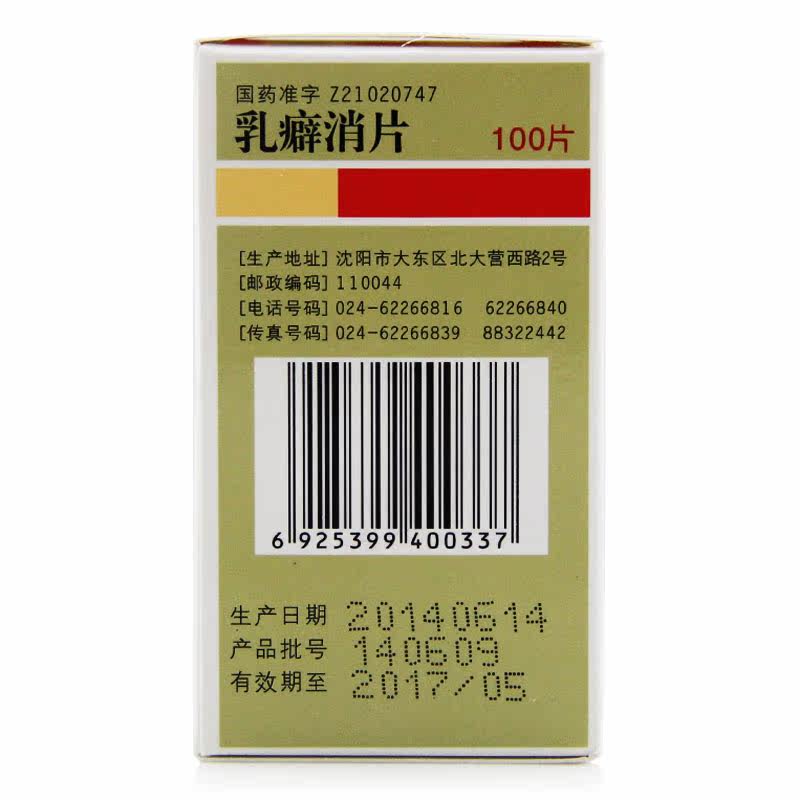 国药准字 Z21020747
乳癖消片 100片
[生产地址] 沈阳市大东区北大营西路2号
[邮政编码] 110044
[电话号码] 024-62266816 62266840
[传真号码] 024-62266839 88322442
6 925399 400337
生产日期 20140614
产品批号 140609
有效期至 2017/05